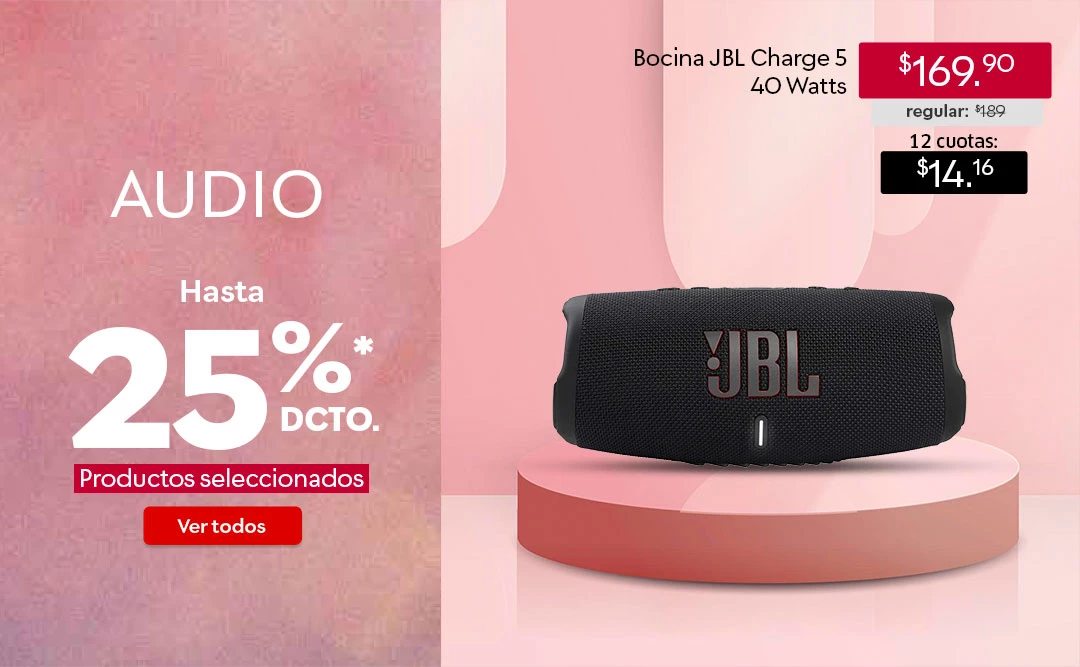 AUDIO
Hasta
25%*
DCTO.
Productos seleccionados
Ver todos
Bocina JBL Charge 5
40 Watts
$169.90
regular: $189
12 cuotas:
$14.16
JBL